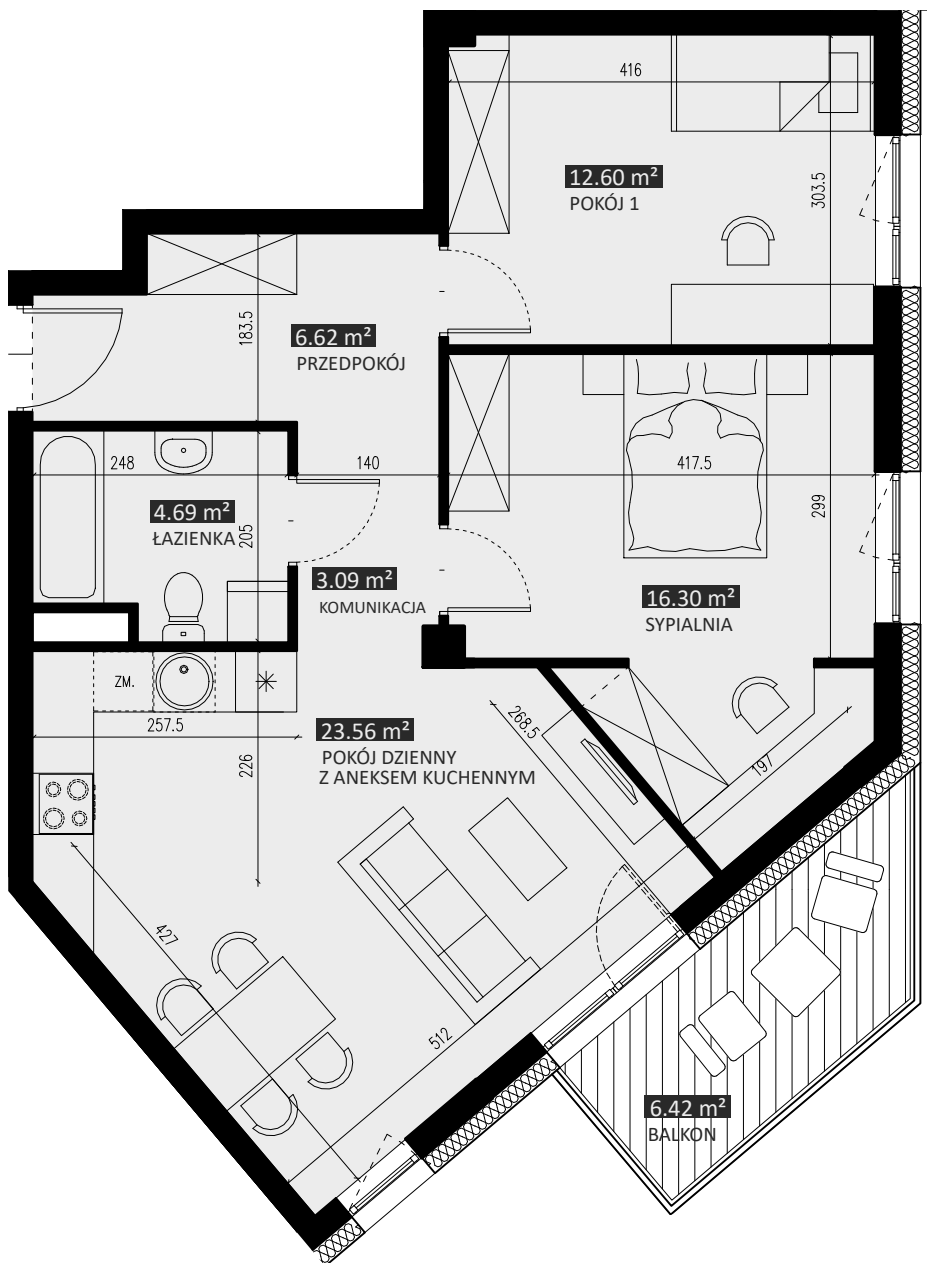 416
12.60 m²
POKÓJ 1
303.5
183.5
6.62 m²
PRZEDPOKÓJ
248
140
417.5
299
4.69 m²
ŁAZIENKA
205
3.09 m²
KOMUNIKACJA
16.30 m²
SYPIALNIA
ZM.
257.5
226
23.56 m²
POKÓJ DZIENNY
Z ANEKSEM KUCHENNYM
268.5
197
427
512
6.42 m²
BALKON